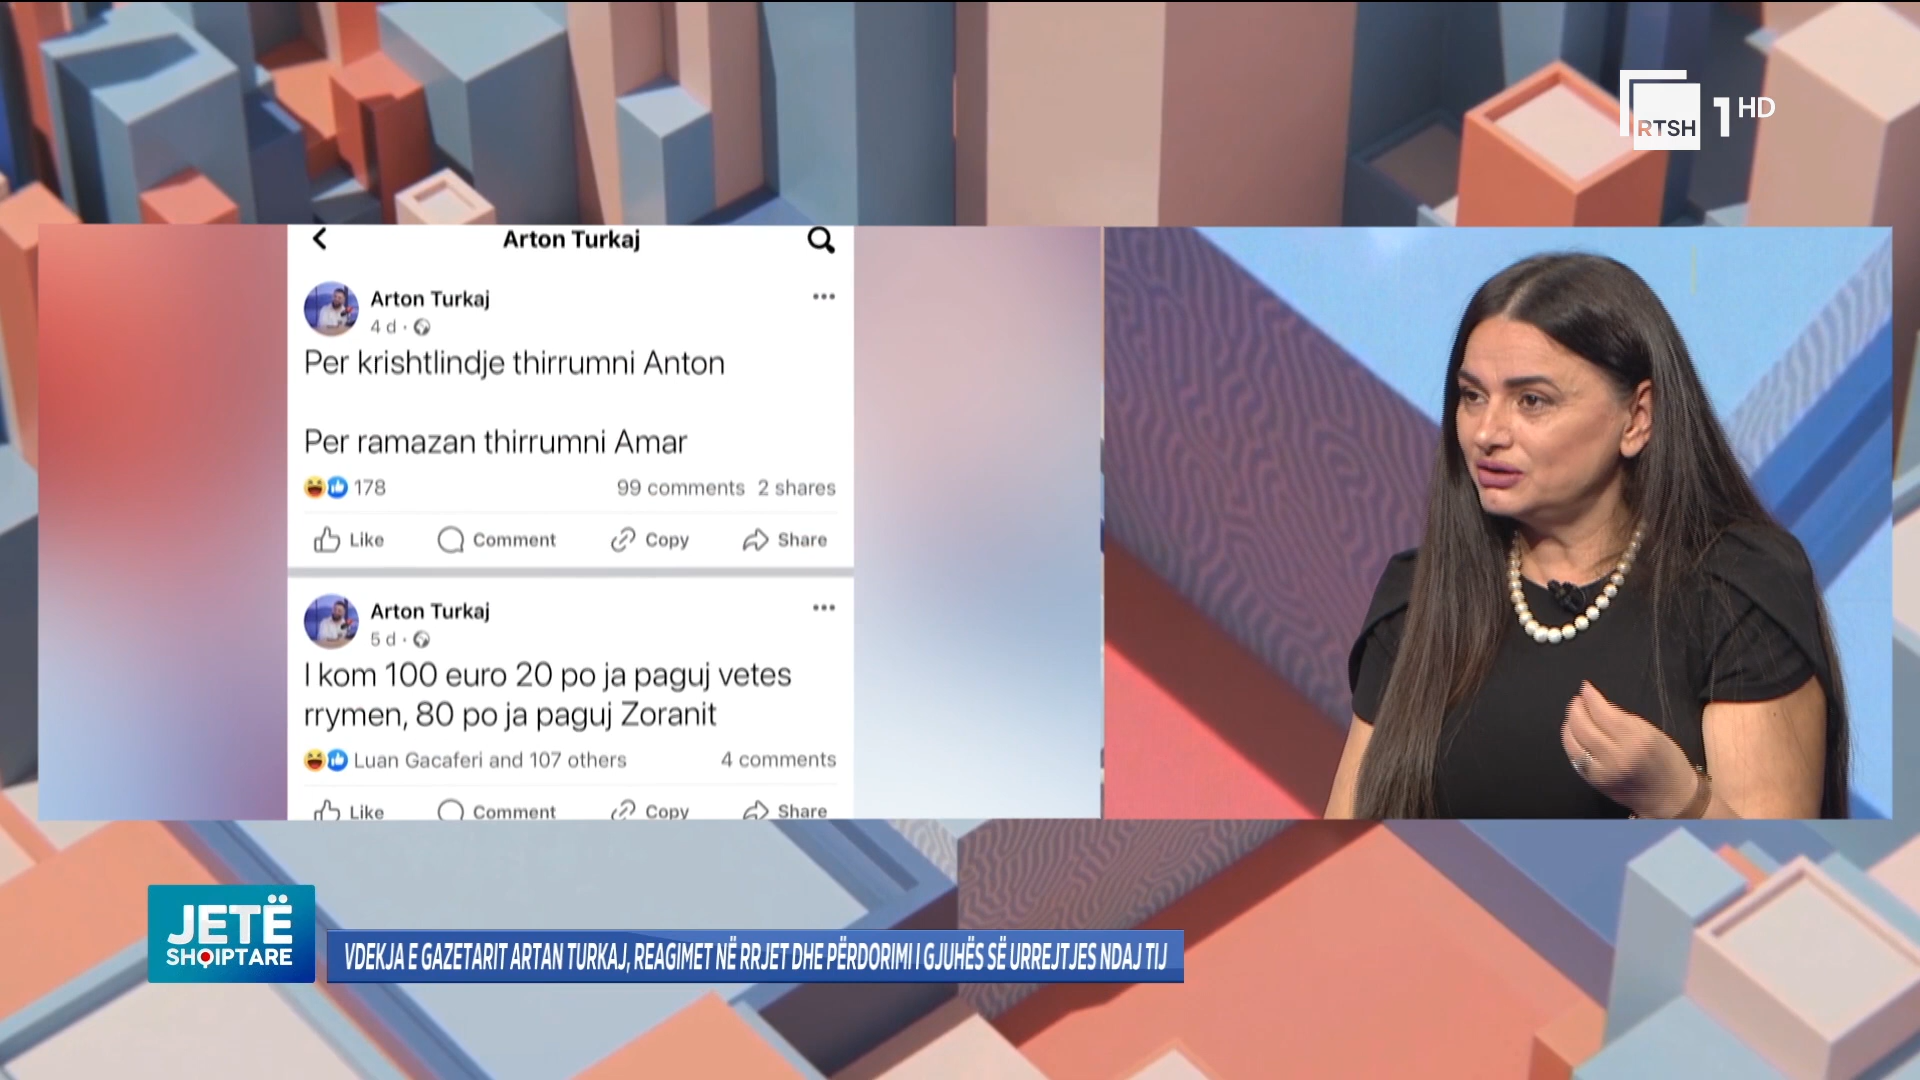 RTSH 1 HD
Arton Turkaj
Arton Turkaj
4 d ·
Per krishtlindje thirrumni Anton
Per ramazan thirrumni Amar
178 99 comments 2 shares
Like Comment Copy Share
Arton Turkaj
5 d ·
I kom 100 euro 20 po ja paguj vetes
rrymen, 80 po ja paguj Zoranit
Luan Gacaferi and 107 others 4 comments
Like Comment Copy Share
JETË
SHQIPTARE
VDEKJA E GAZETARIT ARTAN TURKAJ, REAGIMET NË RRJET DHE PËRDORIMI I GJUHËS SË URREJTJES NDAJ TIJ